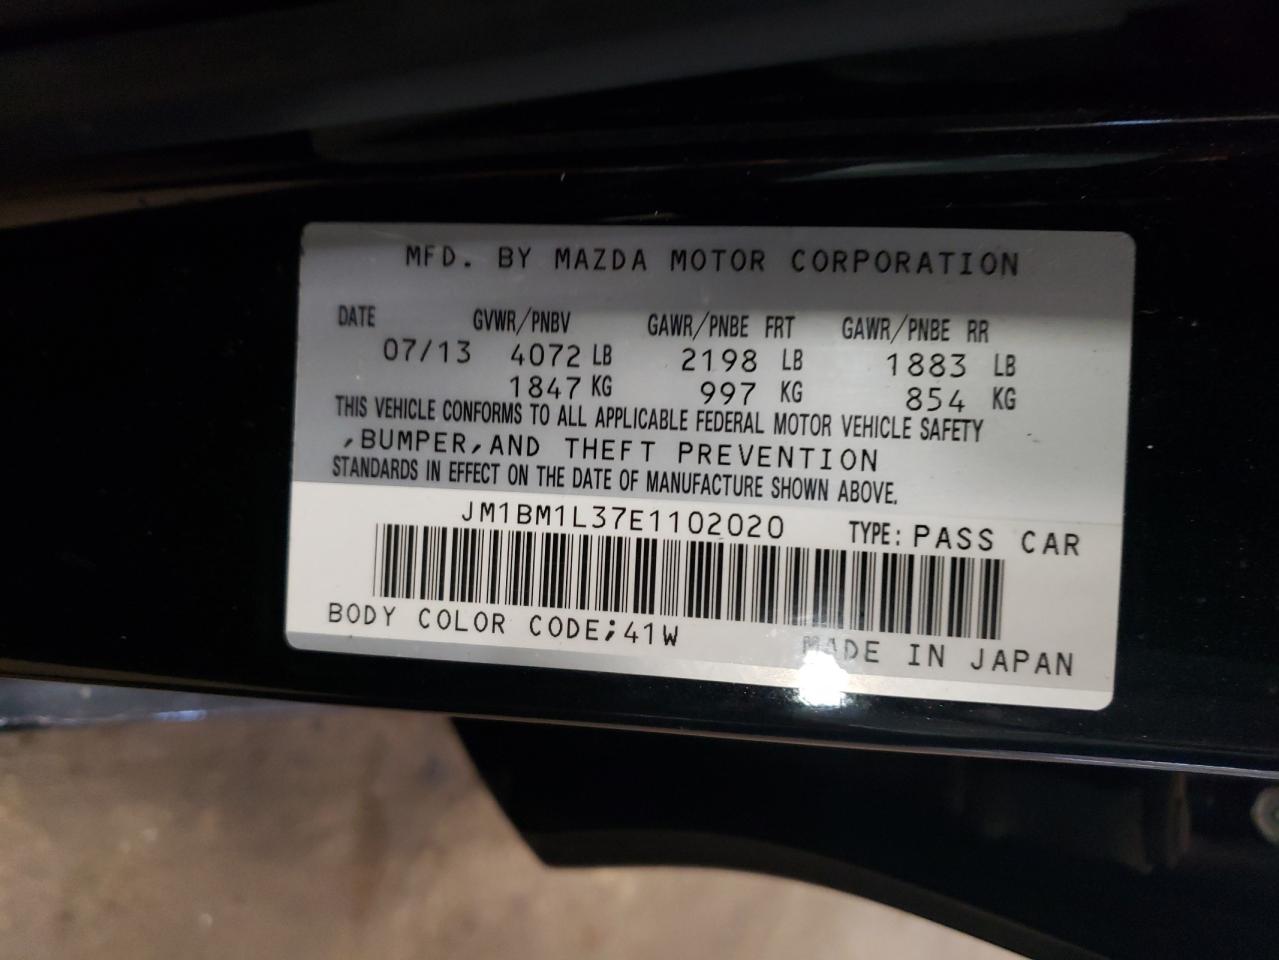 MFD. BY MAZDA MOTOR CORPORATION
DATE GVWR/PNBV GAWR/PNBE FRT GAWR/PNBE RR
07/13 4072 LB 2198 LB 1883 LB
1847 KG 997 KG 854 KG
THIS VEHICLE CONFORMS TO ALL APPLICABLE FEDERAL MOTOR VEHICLE SAFETY
,BUMPER,AND THEFT PREVENTION
STANDARDS IN EFFECT ON THE DATE OF MANUFACTURE SHOWN ABOVE.
JM1BM1L37E1102020 TYPE: PASS CAR
BODY COLOR CODE;41W MADE IN JAPAN